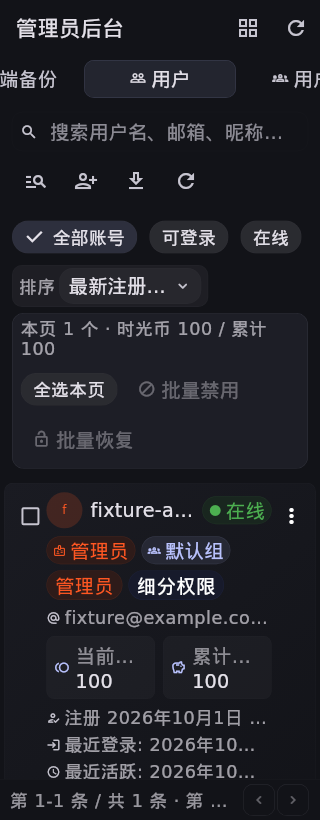 管理员后台
端备份
用户
用户
搜索用户名、邮箱、昵称...
全部账号
可登录
在线
排序
最新注册...
本页 1 个 · 时光币 100 / 累计
100
全选本页
批量禁用
批量恢复
f
fixture-a...
在线
管理员
默认组
管理员
细分权限
fixture@example.co...
当前...
100
累计...
100
注册 2026年10月1日 ...
最近登录: 2026年10...
最近活跃: 2026年10...
第 1-1 条 / 共 1 条 · 第 ...